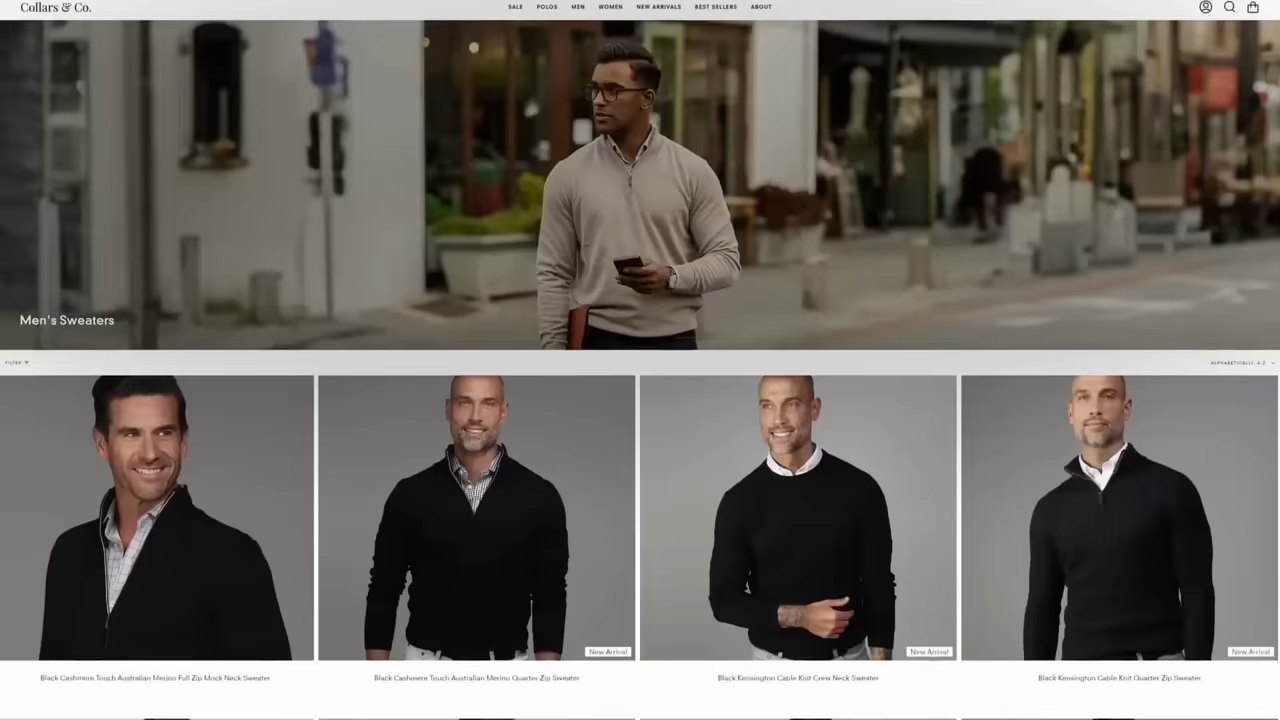 Collars & Co.
SALE POLOS MEN WOMEN NEW ARRIVALS BEST SELLERS ABOUT
Men's Sweaters
FILTER
ALPHABETICALLY, A-Z
New Arrival
New Arrival
New Arrival
Black Cashmere Touch Australian Merino Full Zip Mock Neck Sweater
Black Cashmere Touch Australian Merino Quarter Zip Sweater
Black Kensington Cable Knit Crew Neck Sweater
Black Kensington Cable Knit Quarter Zip Sweater